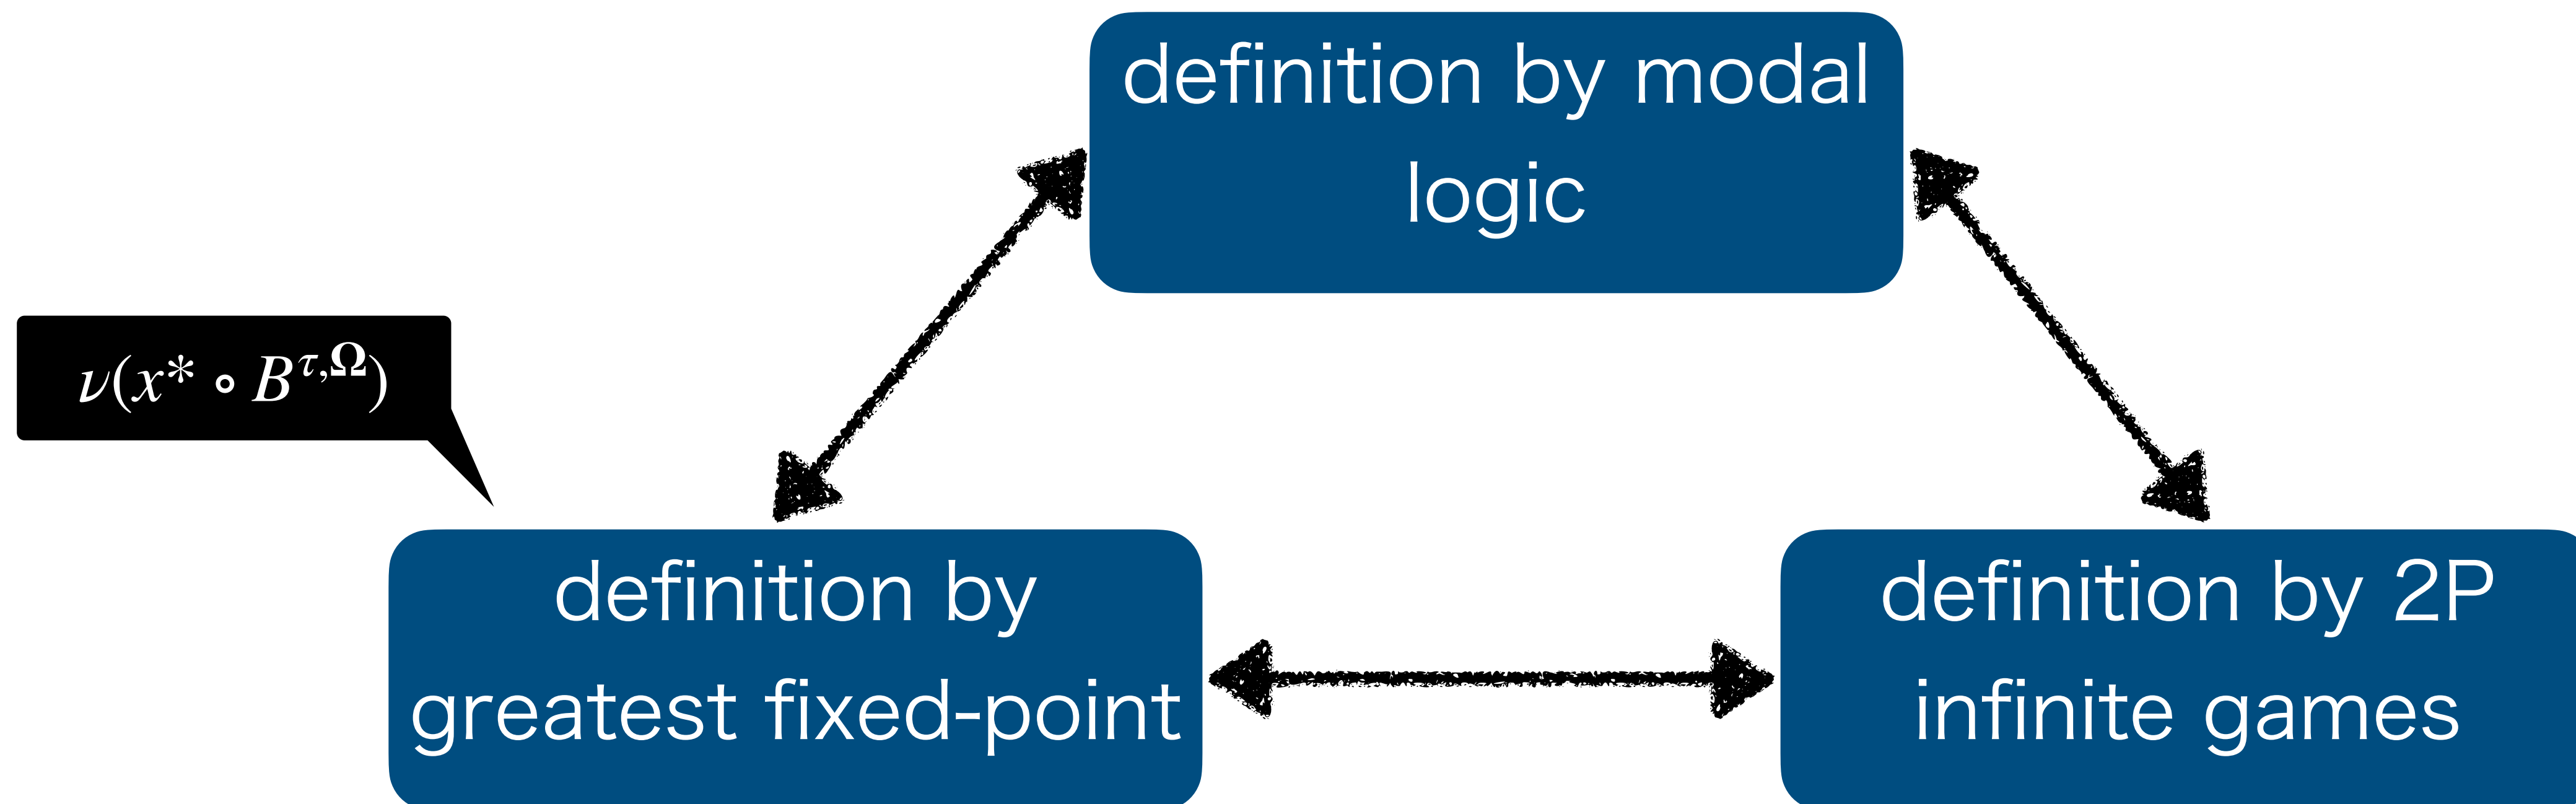 definition by modal
logic
ν(x* ∘ B^{τ,Ω})
definition by
greatest fixed-point
definition by 2P
infinite games